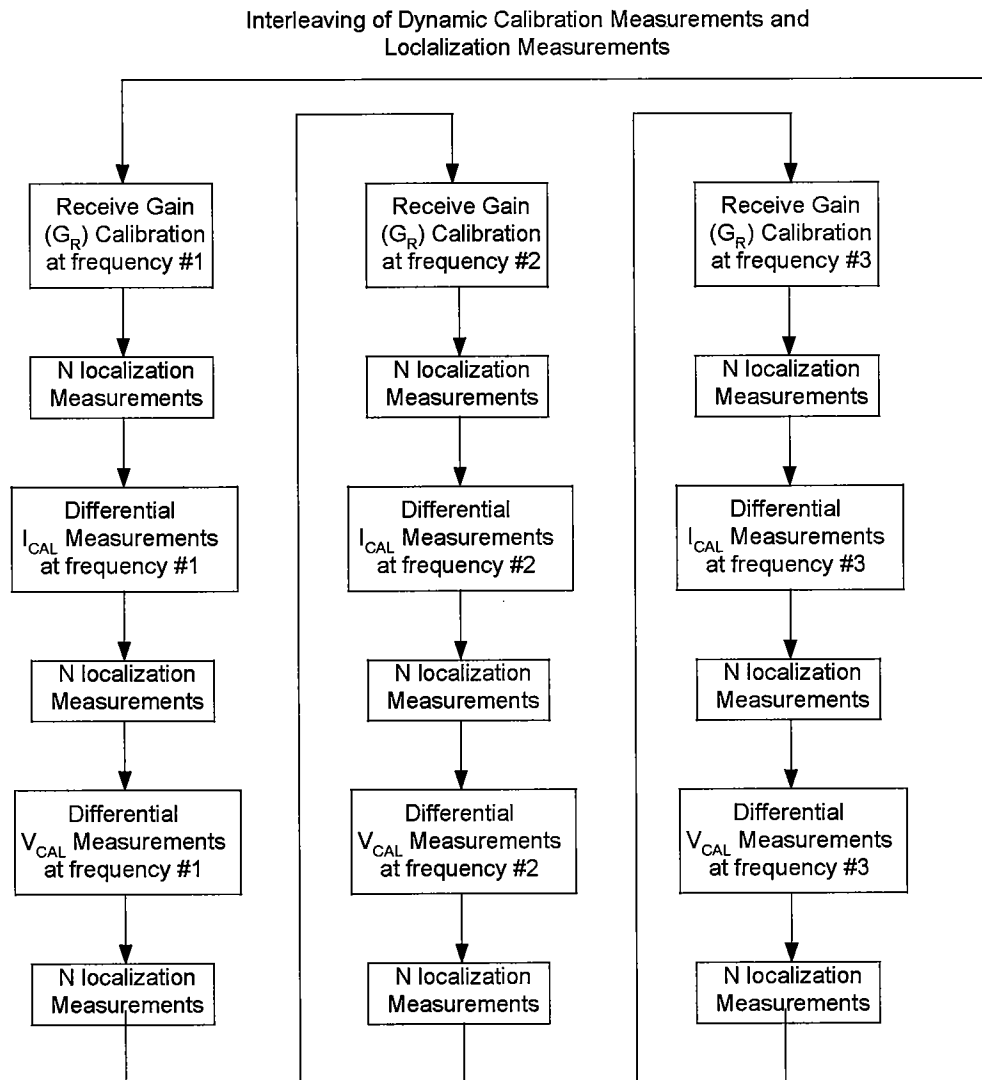 Interleaving of Dynamic Calibration Measurements and
Loclalization Measurements
Receive Gain
(G_R) Calibration
at frequency #1
N localization
Measurements
Differential
I_CAL Measurements
at frequency #1
N localization
Measurements
Differential
V_CAL Measurements
at frequency #1
N localization
Measurements
Receive Gain
(G_R) Calibration
at frequency #2
N localization
Measurements
Differential
I_CAL Measurements
at frequency #2
N localization
Measurements
Differential
V_CAL Measurements
at frequency #2
N localization
Measurements
Receive Gain
(G_R) Calibration
at frequency #3
N localization
Measurements
Differential
I_CAL Measurements
at frequency #3
N localization
Measurements
Differential
V_CAL Measurements
at frequency #3
N localization
Measurements